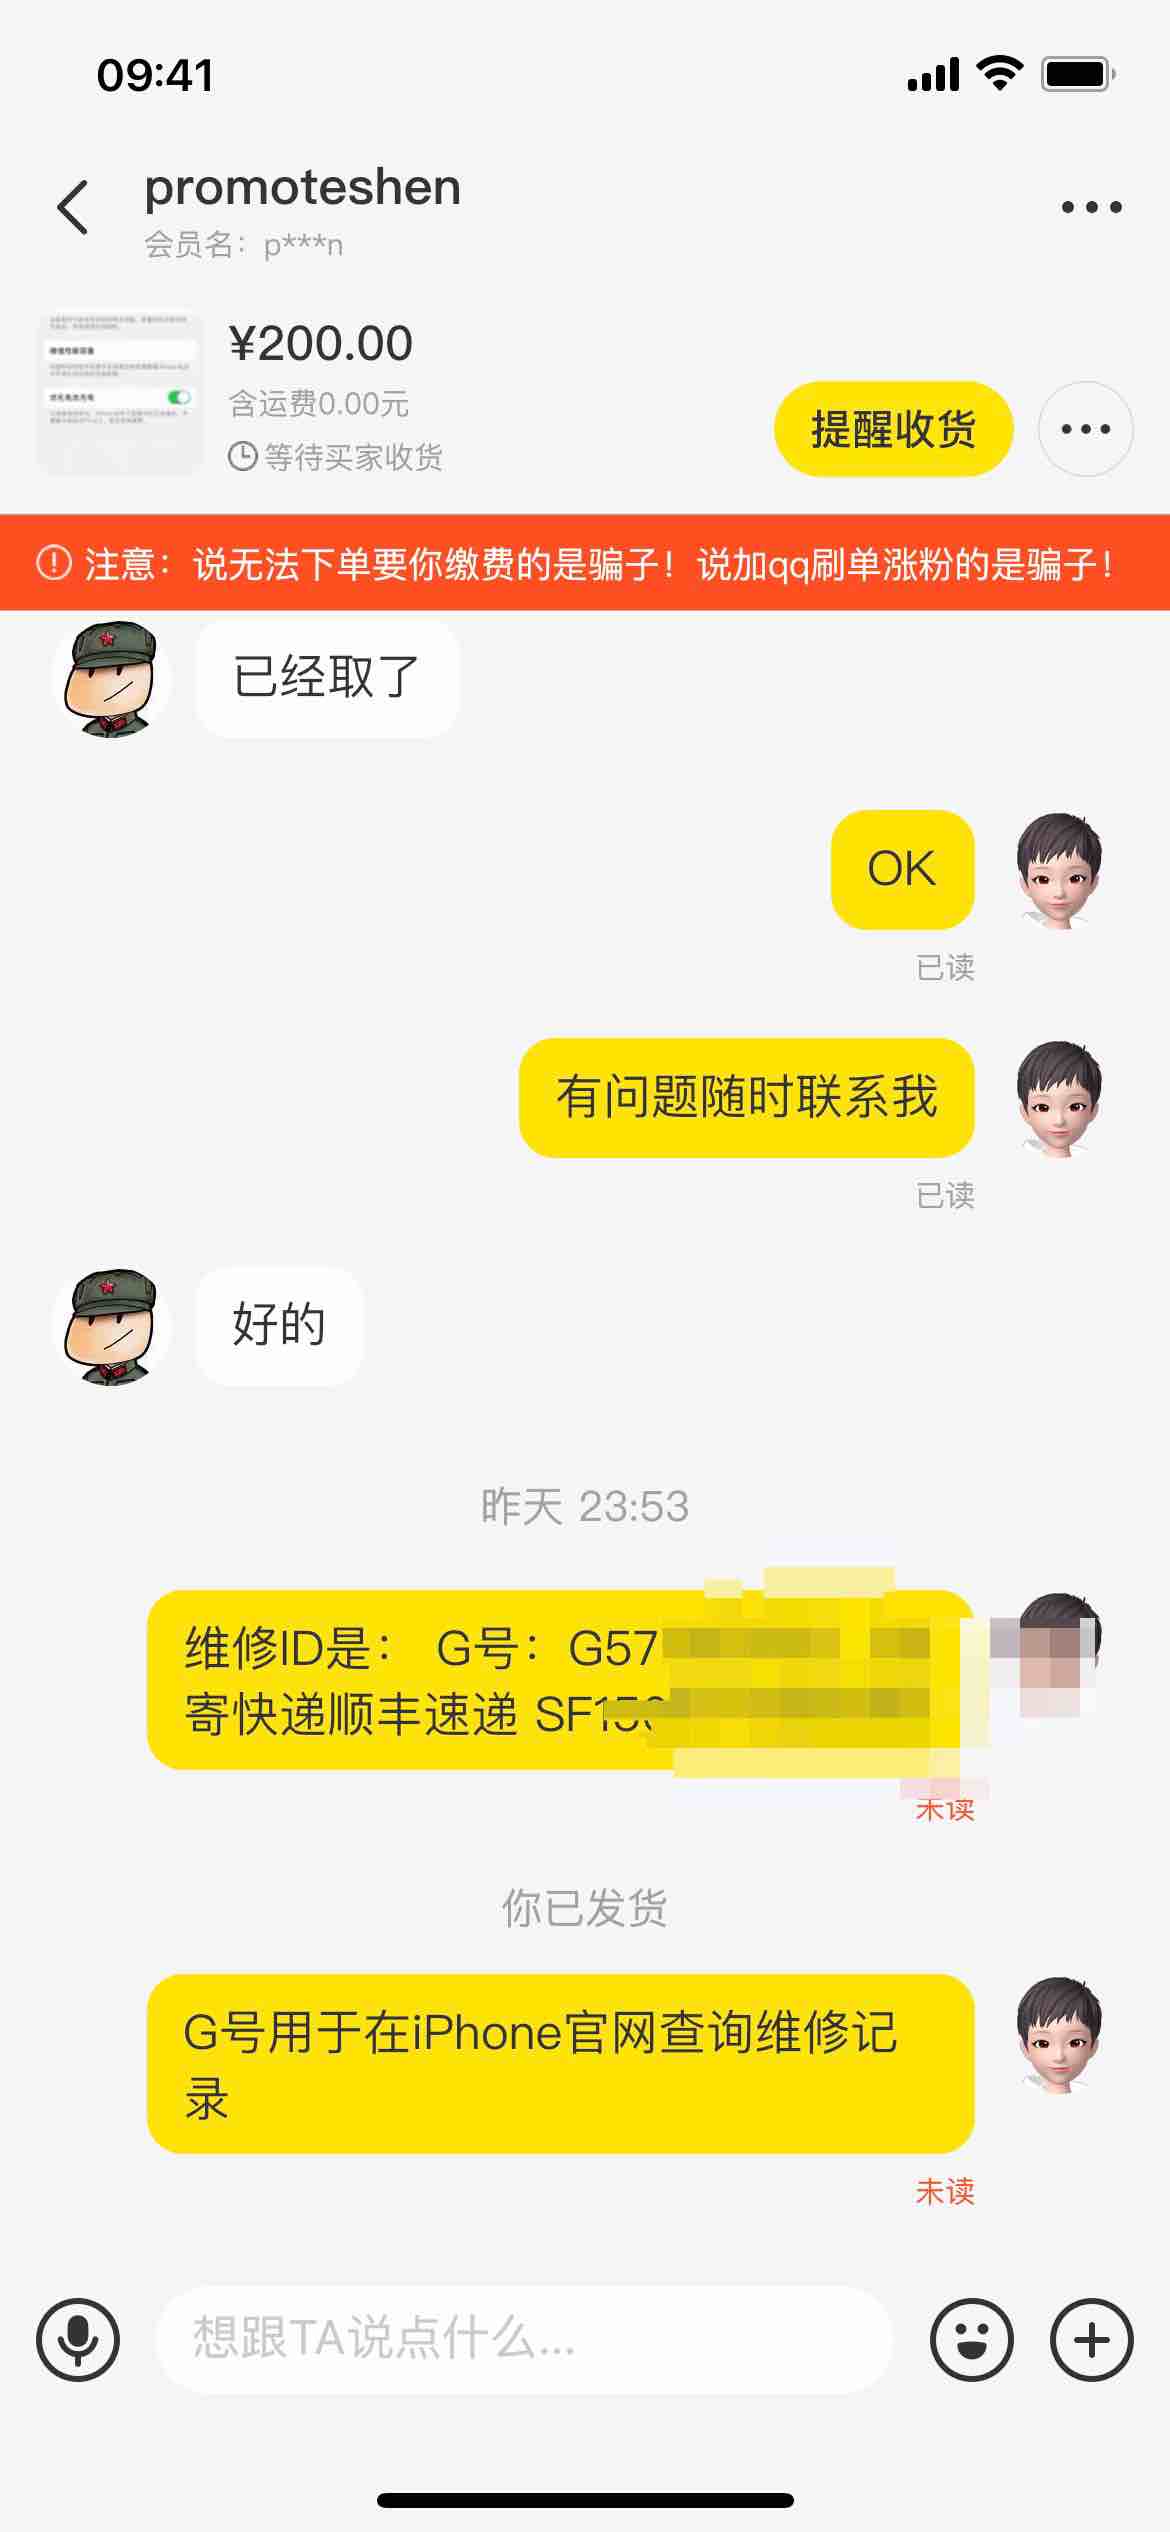 09:41
promoteshen
会员名：p***n
¥200.00
含运费0.00元
等待买家收货
提醒收货
注意：说无法下单要你缴费的是骗子！说加qq刷单涨粉的是骗子！
已经取了
OK
已读
有问题随时联系我
已读
好的
昨天 23:53
维修ID是： G号：G57
寄快递顺丰速递 SF15
未读
你已发货
G号用于在iPhone官网查询维修记
录
未读
想跟TA说点什么...